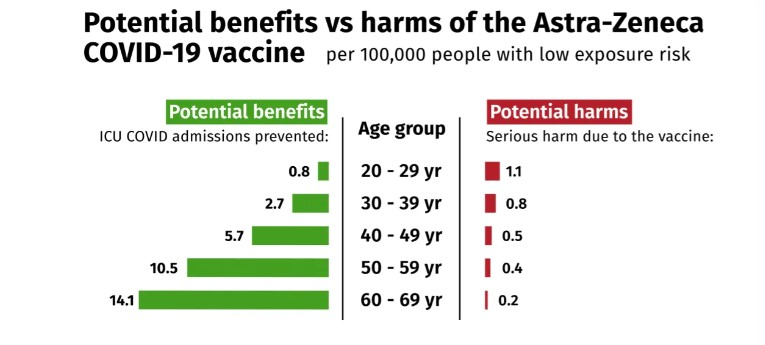 Potential benefits vs harms of the Astra-Zeneca
COVID-19 vaccine per 100,000 people with low exposure risk
Potential benefits Age group Potential harms
ICU COVID admissions prevented: Serious harm due to the vaccine:
0.8 20 - 29 yr 1.1
2.7 30 - 39 yr 0.8
5.7 40 - 49 yr 0.5
10.5 50 - 59 yr 0.4
14.1 60 - 69 yr 0.2